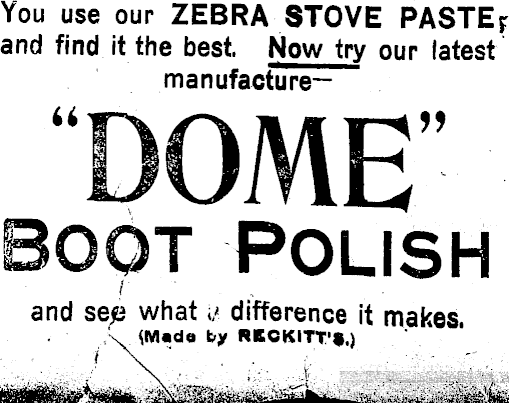 You use our ZEBRA STOVE PASTE,
and find it the best. Now try our latest
manufacture—
“DOME”
BOOT POLISH
and see what a difference it makes.
(Made by RECKITT'S.)